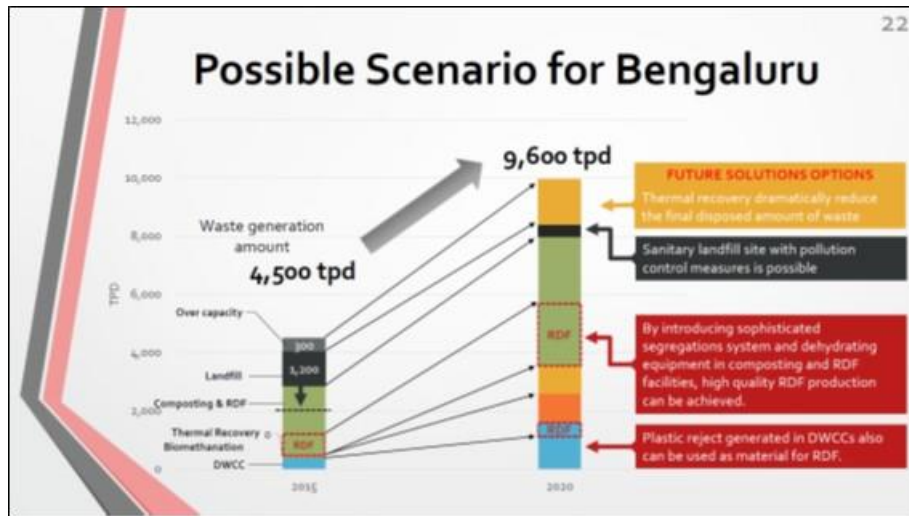 22
Possible Scenario for Bengaluru
12,000
10,000
8,000
6,000
4,000
2,000
0
TPD
9,600 tpd
Waste generation
amount
4,500 tpd
Over capacity
Landfill
Composting & RDF
Thermal Recovery
0
Biomethanation
DWCC
300
1,200
RDF
RDF
RDF
2015
2020
FUTURE SOLUTIONS OPTIONS
Thermal recovery dramatically reduce
the final disposed amount of waste
Sanitary landfill site with pollution
control measures is possible
By introducing sophisticated
segregations system and dehydrating
equipment in composting and RDF
facilities, high quality RDF production
can be achieved.
Plastic reject generated in DWCCs also
can be used as material for RDF.